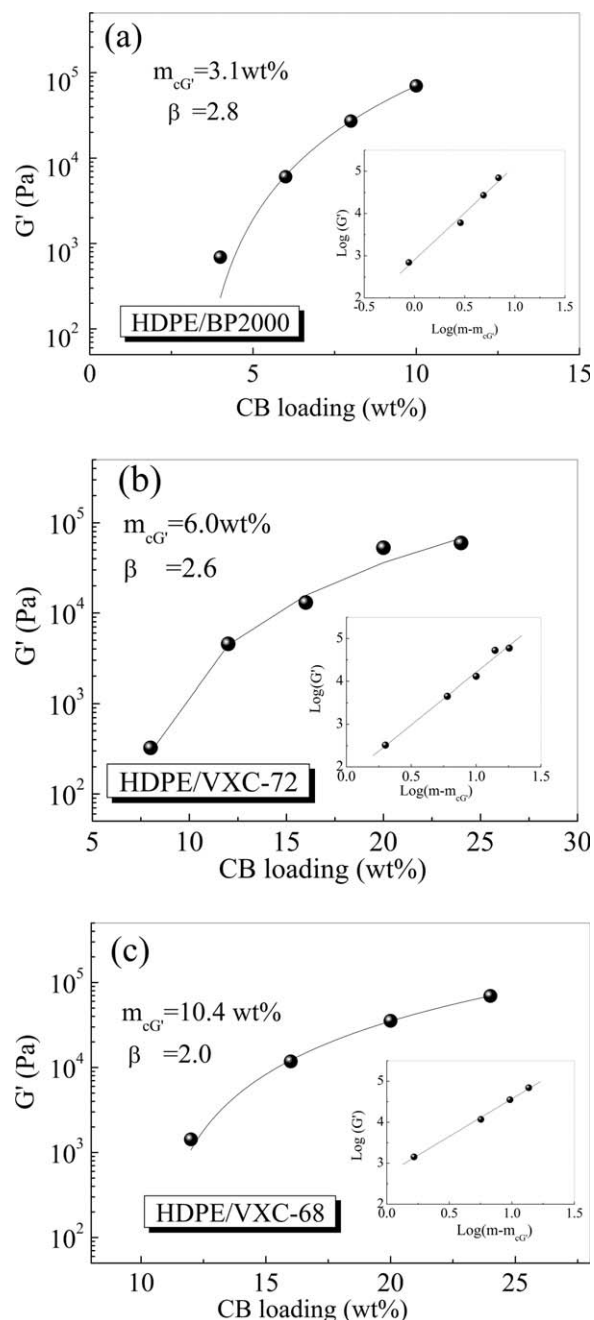 (a)
m_cG'=3.1wt%
β =2.8
G' (Pa)
10^5
10^4
10^3
10^2
HDPE/BP2000
0 5 10 15
CB loading (wt%)
Log (G')
5
4
3
2
-0.5 0.0 0.5 1.0 1.5
Log(m-m_cG')
(b)
m_cG'=6.0wt%
β =2.6
G' (Pa)
10^5
10^4
10^3
10^2
HDPE/VXC-72
5 10 15 20 25 30
CB loading (wt%)
Log(G')
5
4
3
2
0.0 0.5 1.0 1.5
Log(m-m_cG')
(c)
m_cG'=10.4 wt%
β =2.0
G' (Pa)
10^5
10^4
10^3
10^2
HDPE/VXC-68
10 15 20 25
CB loading (wt%)
Log (G')
5
4
3
2
0.0 0.5 1.0 1.5
Log(m-m_cG')